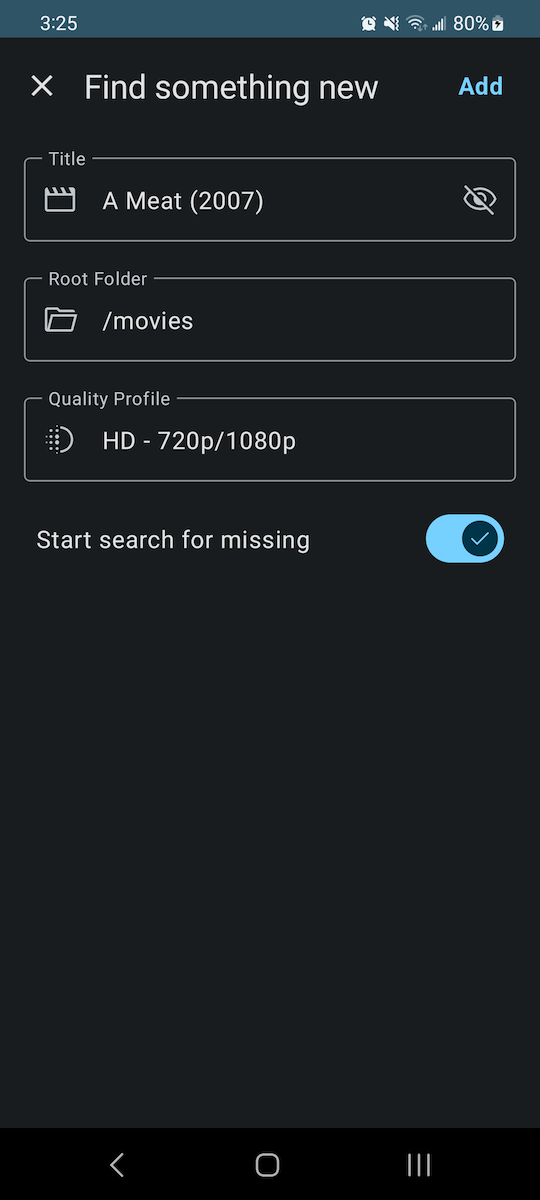 3:25 80%
Find something new Add
Title
A Meat (2007)
Root Folder
/movies
Quality Profile
HD - 720p/1080p
Start search for missing